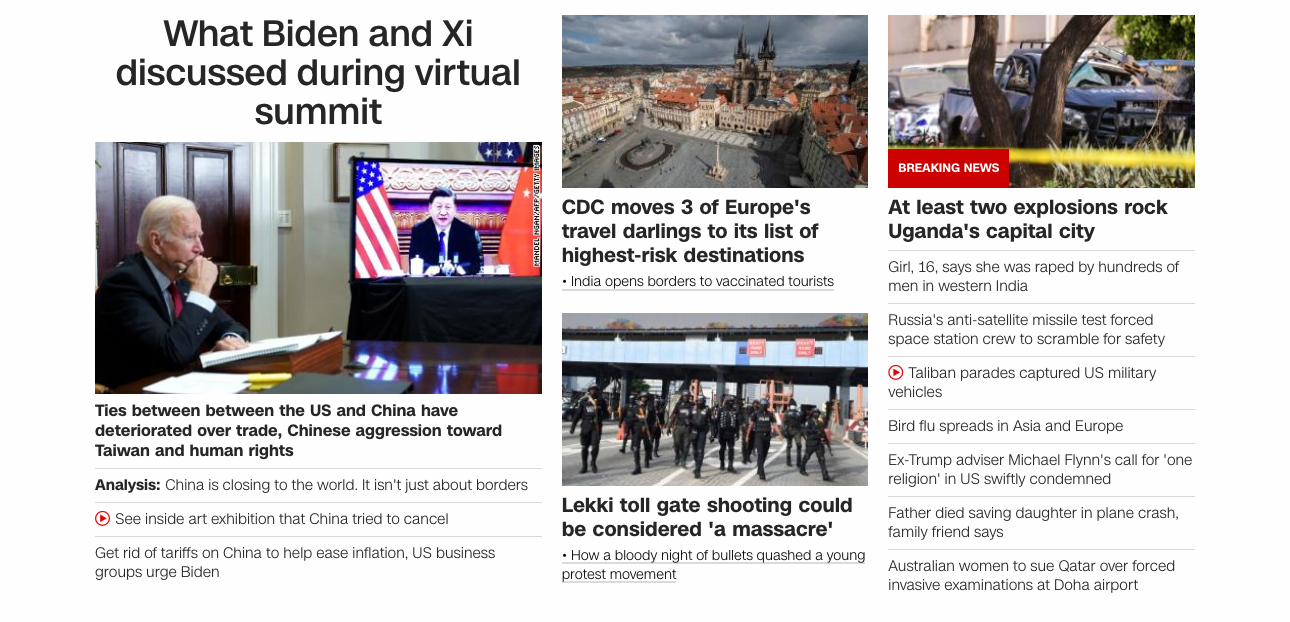 What Biden and Xi
discussed during virtual
summit
MANDEL NGAN/AFP/GETTY IMAGES
Ties between between the US and China have
deteriorated over trade, Chinese aggression toward
Taiwan and human rights
Analysis: China is closing to the world. It isn't just about borders
See inside art exhibition that China tried to cancel
Get rid of tariffs on China to help ease inflation, US business
groups urge Biden
CDC moves 3 of Europe's
travel darlings to its list of
highest-risk destinations
• India opens borders to vaccinated tourists
Lekki toll gate shooting could
be considered 'a massacre'
• How a bloody night of bullets quashed a young
protest movement
POLICE
BREAKING NEWS
At least two explosions rock
Uganda's capital city
Girl, 16, says she was raped by hundreds of
men in western India
Russia's anti-satellite missile test forced
space station crew to scramble for safety
Taliban parades captured US military
vehicles
Bird flu spreads in Asia and Europe
Ex-Trump adviser Michael Flynn's call for 'one
religion' in US swiftly condemned
Father died saving daughter in plane crash,
family friend says
Australian women to sue Qatar over forced
invasive examinations at Doha airport